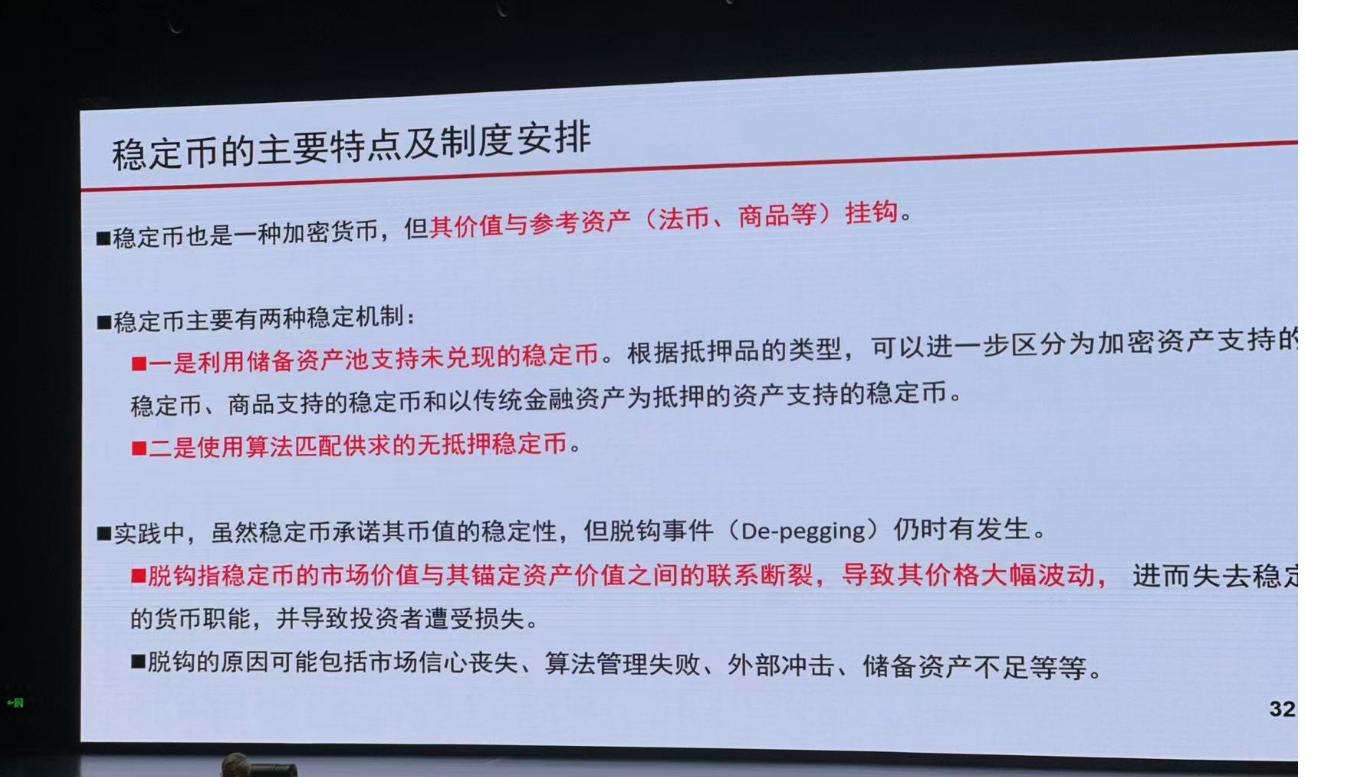 稳定币的主要特点及制度安排
■稳定币也是一种加密货币，但其价值与参考资产（法币、商品等）挂钩。
■稳定币主要有两种稳定机制：
■一是利用储备资产池支持未兑现的稳定币。根据抵押品的类型，可以进一步区分为加密资产支持的
稳定币、商品支持的稳定币和以传统金融资产为抵押的资产支持的稳定币。
■二是使用算法匹配供求的无抵押稳定币。
■实践中，虽然稳定币承诺其币值的稳定性，但脱钩事件（De-pegging）仍时有发生。
■脱钩指稳定币的市场价值与其锚定资产价值之间的联系断裂，导致其价格大幅波动， 进而失去稳定
的货币职能，并导致投资者遭受损失。
■脱钩的原因可能包括市场信心丧失、算法管理失败、外部冲击、储备资产不足等等。
32